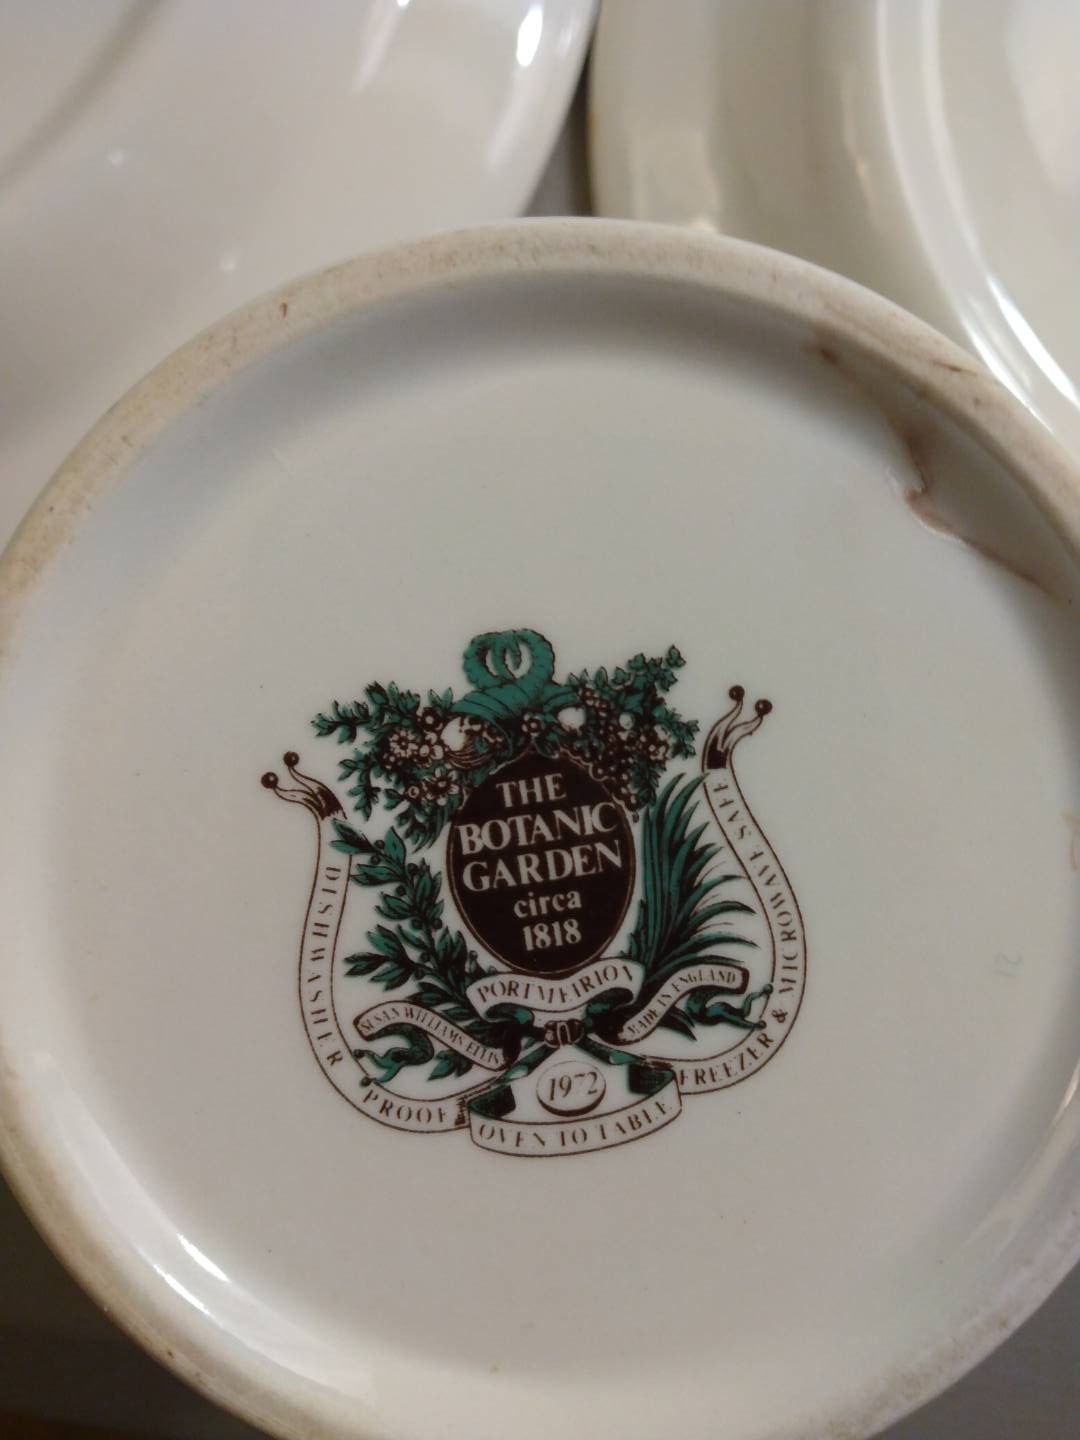 THE
BOTANIC
GARDEN
circa
1818
PORTMEIRION
SUSAN WILLIAMS ELLIS
MADE IN ENGLAND
1972
DISHWASHER PROOF
OVEN TO TABLE
FREEZER & MICROWAVE SAFE
21